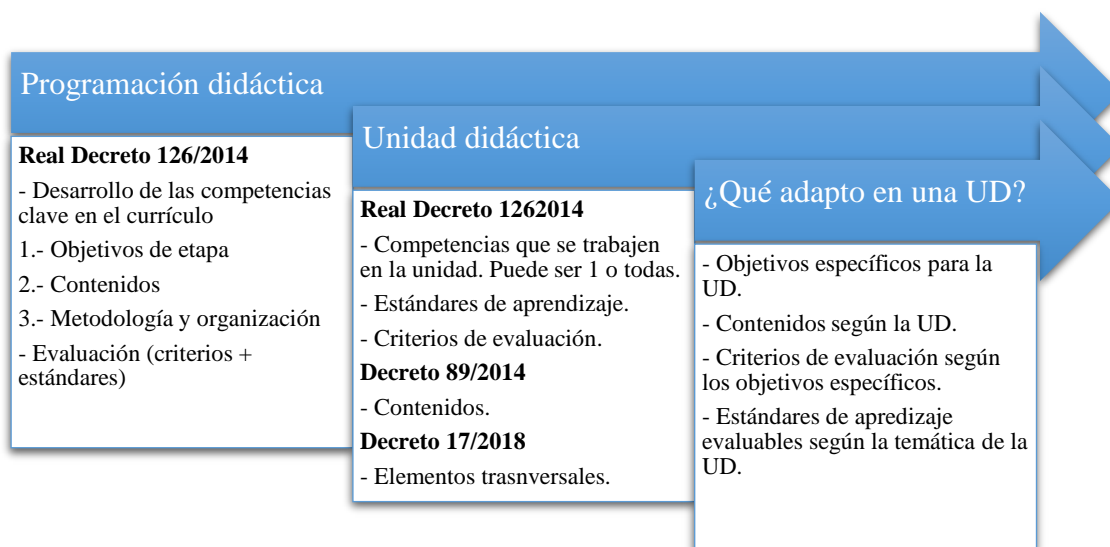 Programación didáctica
Real Decreto 126/2014
- Desarrollo de las competencias
clave en el currículo
1.- Objetivos de etapa
2.- Contenidos
3.- Metodología y organización
- Evaluación (criterios +
estándares)
Unidad didáctica
Real Decreto 1262014
- Competencias que se trabajen
en la unidad. Puede ser 1 o todas.
- Estándares de aprendizaje.
- Criterios de evaluación.
Decreto 89/2014
- Contenidos.
Decreto 17/2018
- Elementos trasnversales.
¿Qué adapto en una UD?
- Objetivos específicos para la
UD.
- Contenidos según la UD.
- Criterios de evaluación según
los objetivos específicos.
- Estándares de apredizaje
evaluables según la temática de la
UD.